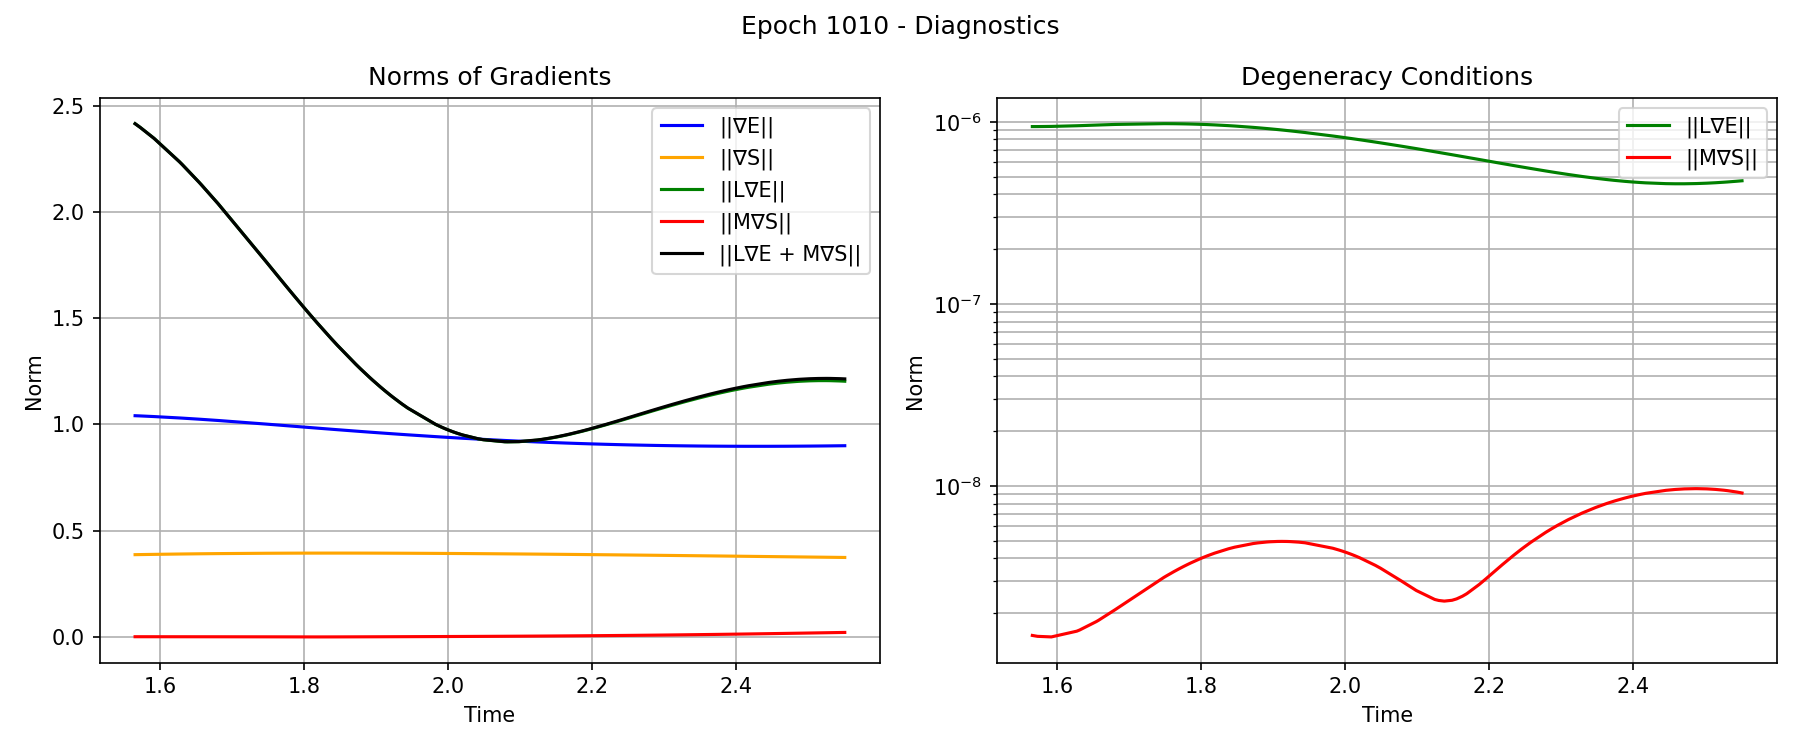 Epoch 1010 - Diagnostics
Norms of Gradients
2.5
2.0
1.5
1.0
0.5
0.0
Norm
1.6
1.8
2.0
2.2
2.4
Time
||∇E||
||∇S||
||L∇E||
||M∇S||
||L∇E + M∇S||
Degeneracy Conditions
10⁻⁶
10⁻⁷
10⁻⁸
Norm
1.6
1.8
2.0
2.2
2.4
Time
||L∇E||
||M∇S||